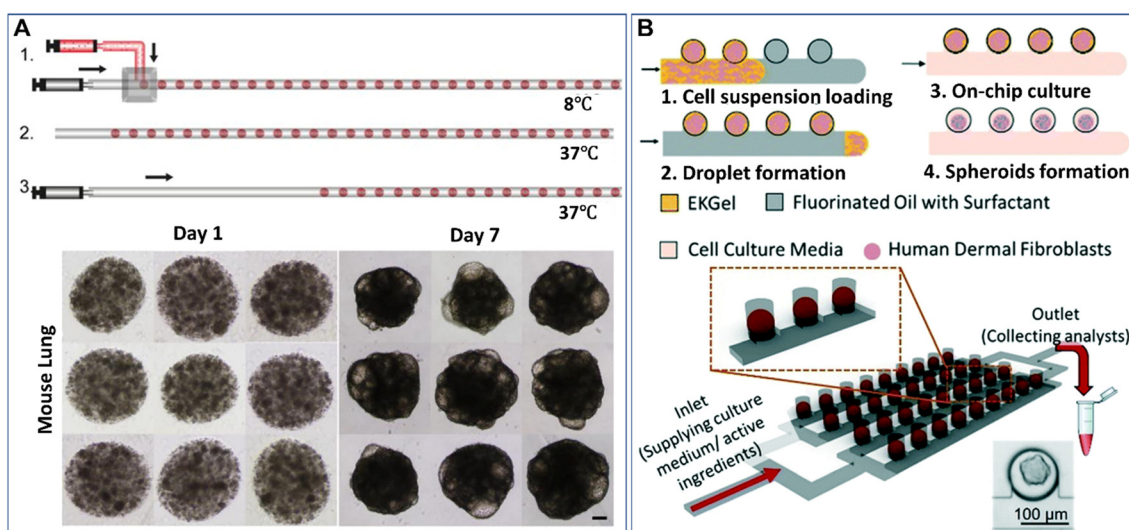 A
1.
8℃
2.
37℃
3
37℃
Day 1
Day 7
Mouse Lung
B
1. Cell suspension loading
3. On-chip culture
2. Droplet formation
4. Spheroids formation
EKGel
Fluorinated Oil with Surfactant
Cell Culture Media
Human Dermal Fibroblasts
Outlet
(Collecting analysts)
Inlet
(Supplying culture
medium/ active
ingredients)
100 µm